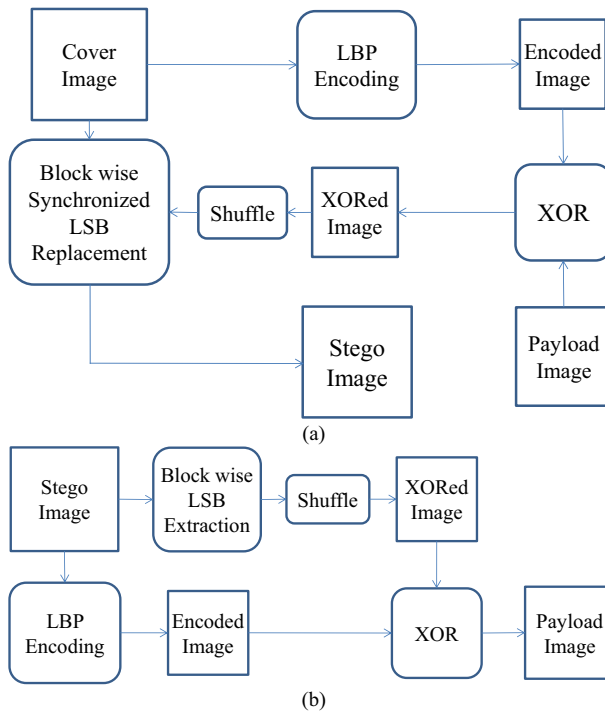 Cover
Image
LBP
Encoding
Encoded
Image
Block wise
Synchronized
LSB
Replacement
Shuffle
XORed
Image
XOR
Stego
Image
Payload
Image
(a)
Stego
Image
Block wise
LSB
Extraction
Shuffle
XORed
Image
LBP
Encoding
Encoded
Image
XOR
Payload
Image
(b)